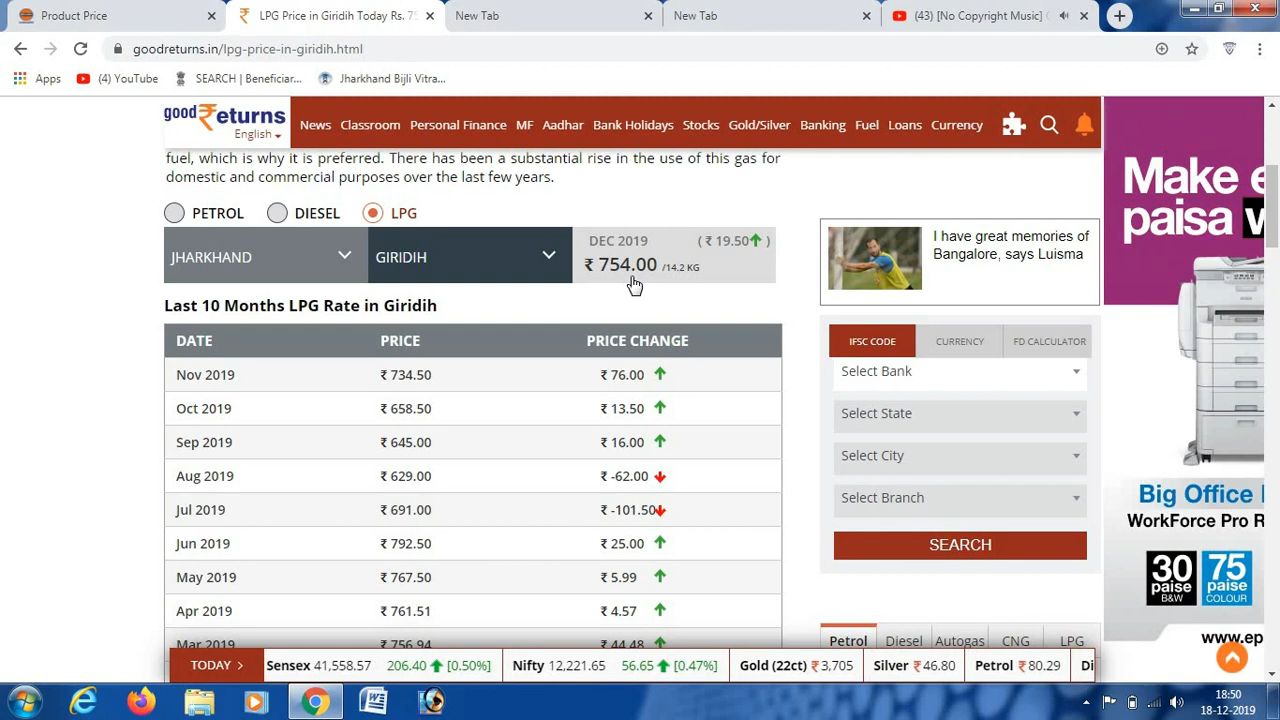 Product Price
LPG Price in Giridih Today Rs. 75
New Tab
New Tab
(43) [No Copyright Music]
goodreturns.in/lpg-price-in-giridih.html
Apps
(4) YouTube
SEARCH | Beneficiar...
Jharkhand Bijli Vitra...
good₹eturns
English
News Classroom Personal Finance MF Aadhar Bank Holidays Stocks Gold/Silver Banking Fuel Loans Currency
fuel, which is why it is preferred. There has been a substantial rise in the use of this gas for
domestic and commercial purposes over the last few years.
PETROL DIESEL LPG
JHARKHAND
GIRIDIH
DEC 2019 ( ₹ 19.50 )
₹ 754.00 /14.2 KG
Last 10 Months LPG Rate in Giridih
DATE PRICE PRICE CHANGE
Nov 2019 ₹ 734.50 ₹ 76.00
Oct 2019 ₹ 658.50 ₹ 13.50
Sep 2019 ₹ 645.00 ₹ 16.00
Aug 2019 ₹ 629.00 ₹ -62.00
Jul 2019 ₹ 691.00 ₹ -101.50
Jun 2019 ₹ 792.50 ₹ 25.00
May 2019 ₹ 767.50 ₹ 5.99
Apr 2019 ₹ 761.51 ₹ 4.57
Mar 2019 ₹ 756.94 ₹ 44.48
I have great memories of
Bangalore, says Luisma
IFSC CODE CURRENCY FD CALCULATOR
Select Bank
Select State
Select City
Select Branch
SEARCH
Petrol Diesel Autogas CNG LPG
Make e
paisa w
Big Office
WorkForce Pro R
30 paise B&W
75 paise COLOUR
www.ep
TODAY >
Sensex 41,558.57 206.40 [0.50%]
Nifty 12,221.65 56.65 [0.47%]
Gold (22ct) ₹ 3,705
Silver ₹ 46.80
Petrol ₹ 80.29
Di
18:50
18-12-2019